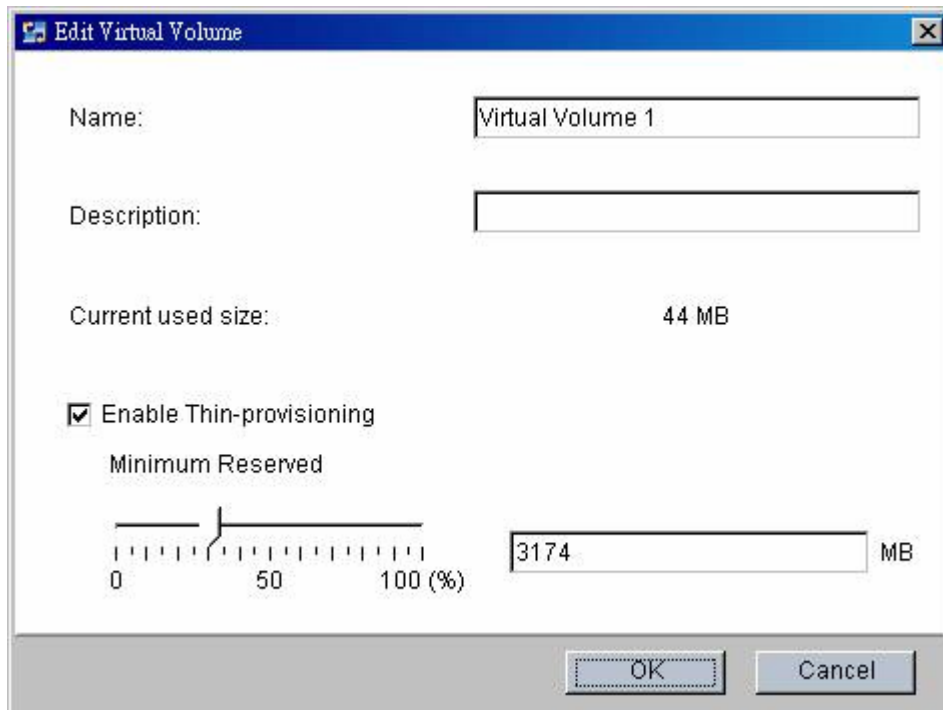 Edit Virtual Volume
Name:
Virtual Volume 1
Description:
Current used size:
44 MB
Enable Thin-provisioning
Minimum Reserved
3174
MB
0
50
100 (%)
OK
Cancel